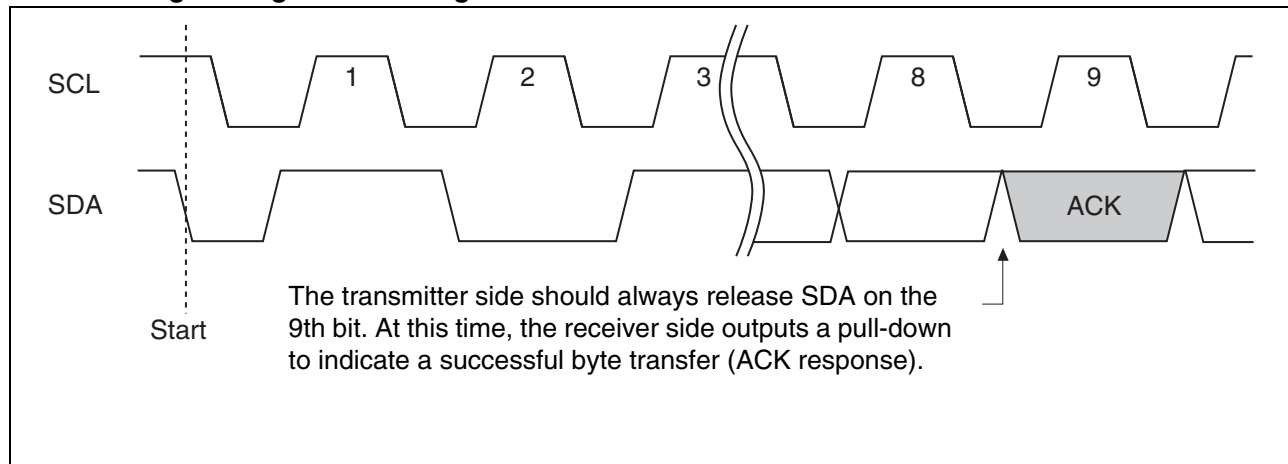 SCL
1
2
3
8
9
SDA
ACK
Start
The transmitter side should always release SDA on the
9th bit. At this time, the receiver side outputs a pull-down
to indicate a successful byte transfer (ACK response).